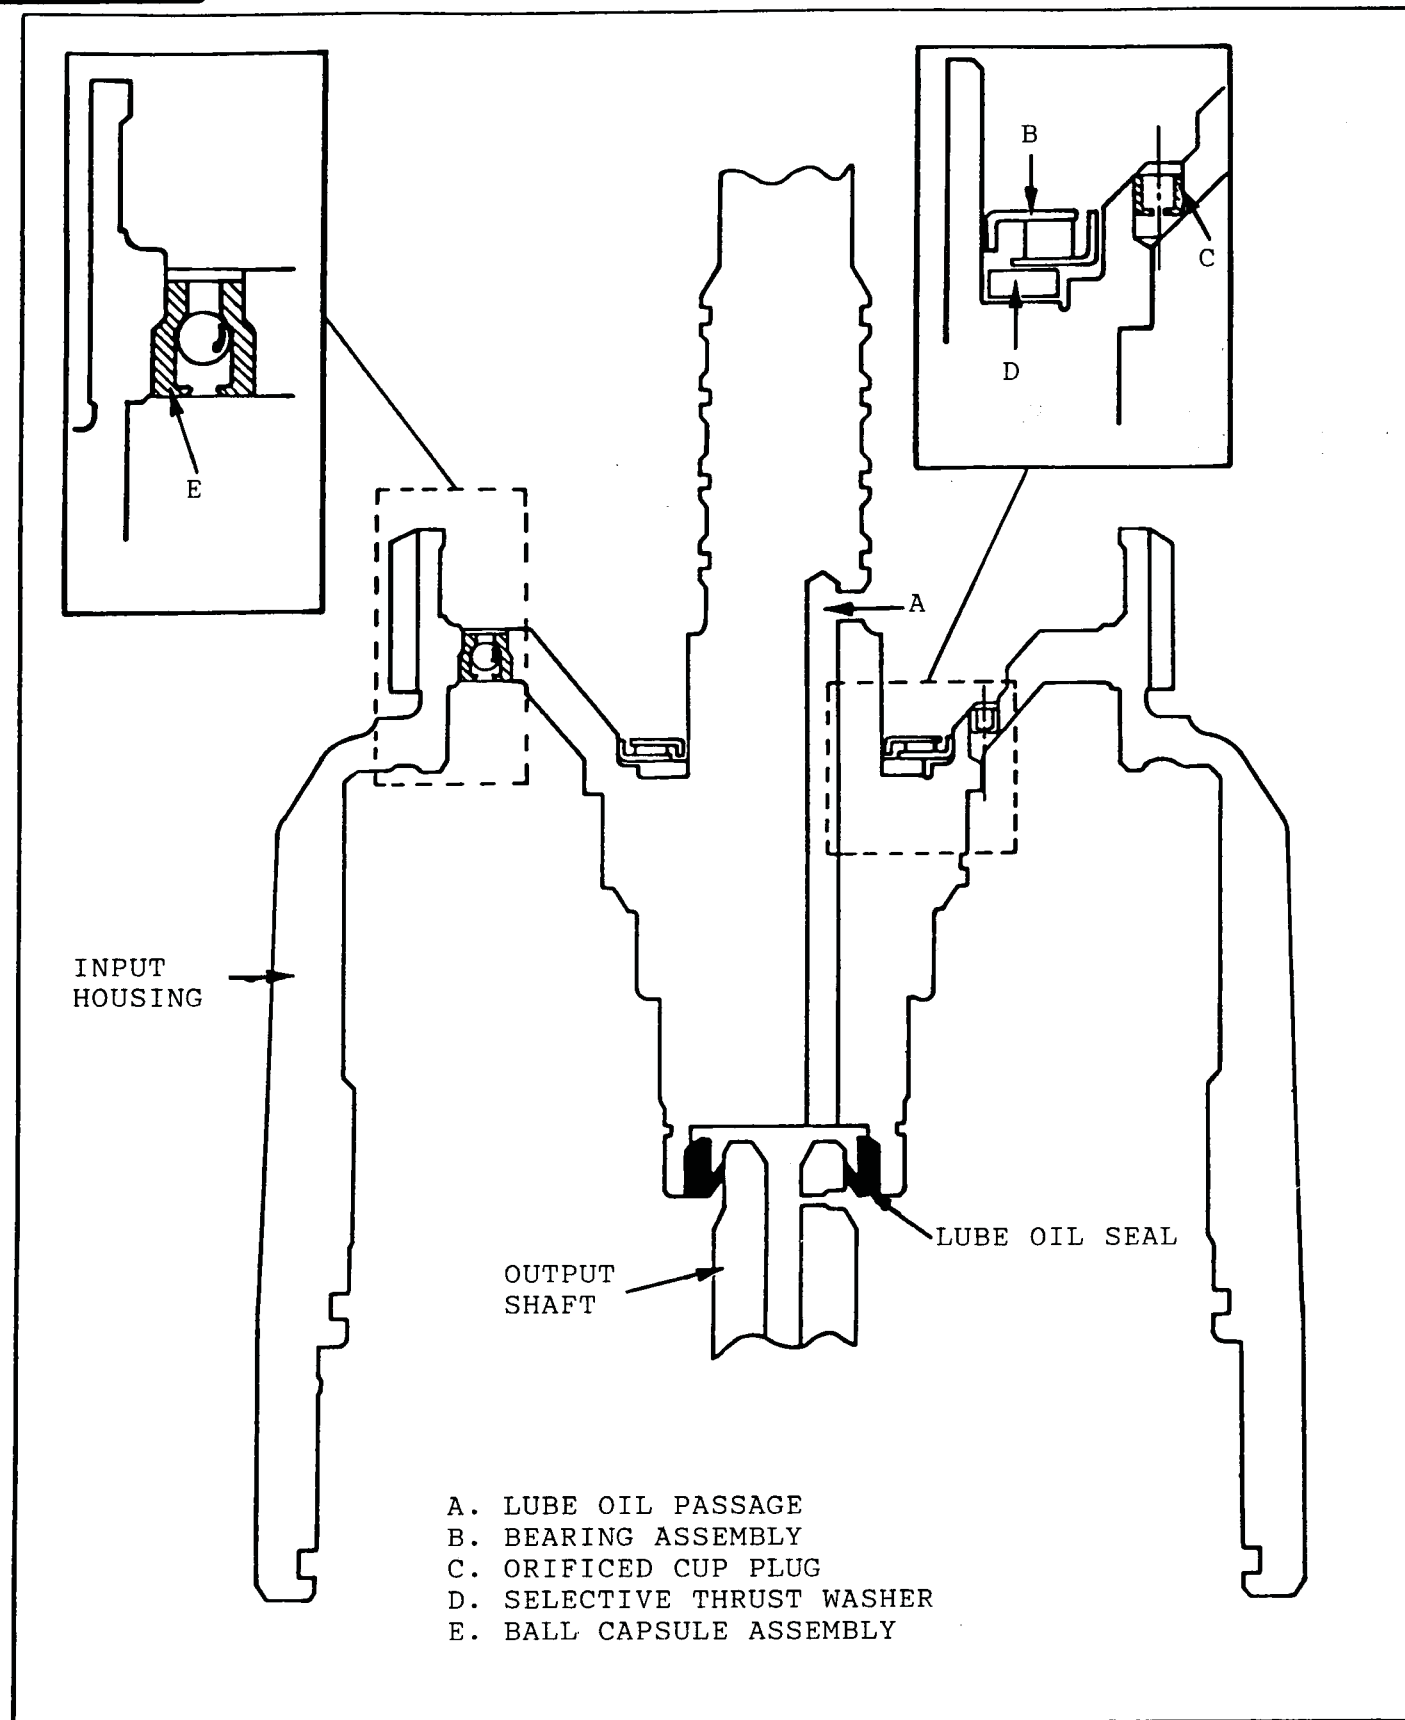 B
C
D
E
A
INPUT
HOUSING
LUBE OIL SEAL
OUTPUT
SHAFT
A. LUBE OIL PASSAGE
B. BEARING ASSEMBLY
C. ORIFICED CUP PLUG
D. SELECTIVE THRUST WASHER
E. BALL CAPSULE ASSEMBLY